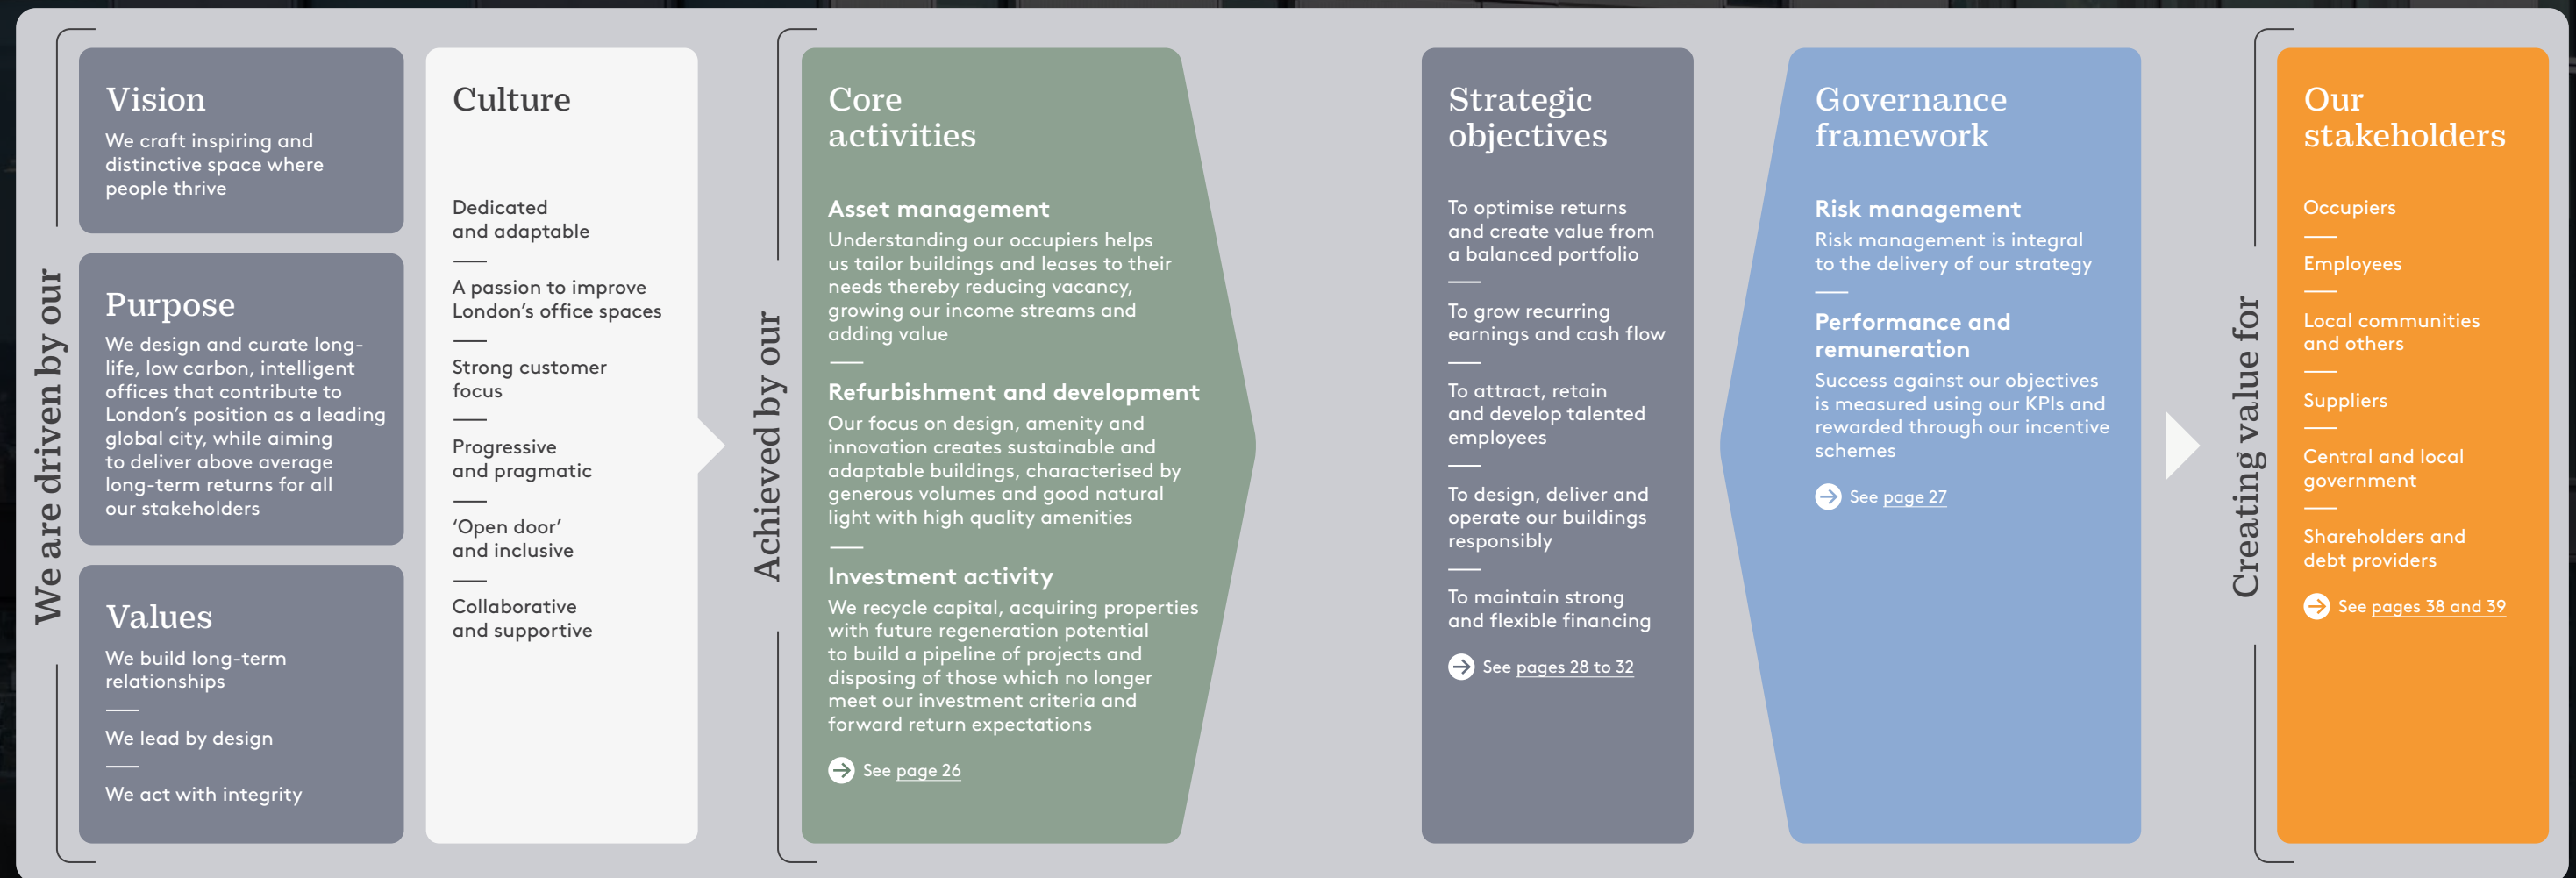 We are driven by our
Vision
We craft inspiring and
distinctive space where
people thrive
Purpose
We design and curate long-
life, low carbon, intelligent
offices that contribute to
London’s position as a leading
global city, while aiming
to deliver above average
long-term returns for all
our stakeholders
Values
We build long-term
relationships
We lead by design
We act with integrity
Culture
Dedicated
and adaptable
A passion to improve
London’s office spaces
Strong customer
focus
Progressive
and pragmatic
‘Open door’
and inclusive
Collaborative
and supportive
Achieved by our
Core
activities
Asset management
Understanding our occupiers helps
us tailor buildings and leases to their
needs thereby reducing vacancy,
growing our income streams and
adding value
Refurbishment and development
Our focus on design, amenity and
innovation creates sustainable and
adaptable buildings, characterised by
generous volumes and good natural
light with high quality amenities
Investment activity
We recycle capital, acquiring properties
with future regeneration potential
to build a pipeline of projects and
disposing of those which no longer
meet our investment criteria and
forward return expectations
See page 26
Strategic
objectives
To optimise returns
and create value from
a balanced portfolio
To grow recurring
earnings and cash flow
To attract, retain
and develop talented
employees
To design, deliver and
operate our buildings
responsibly
To maintain strong
and flexible financing
See pages 28 to 32
Governance
framework
Risk management
Risk management is integral
to the delivery of our strategy
Performance and
remuneration
Success against our objectives
is measured using our KPIs and
rewarded through our incentive
schemes
See page 27
Creating value for
Our
stakeholders
Occupiers
Employees
Local communities
and others
Suppliers
Central and local
government
Shareholders and
debt providers
See pages 38 and 39